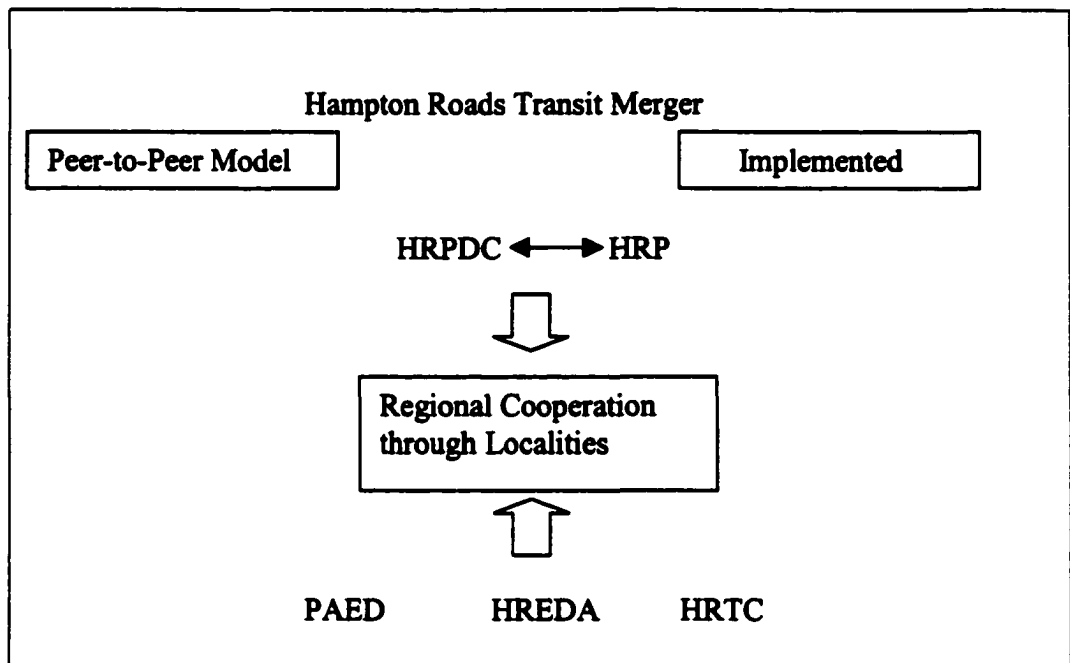 Hampton Roads Transit Merger
Peer-to-Peer Model
Implemented
HRPDC HRP
Regional Cooperation
through Localities
PAED HREDA HRTC